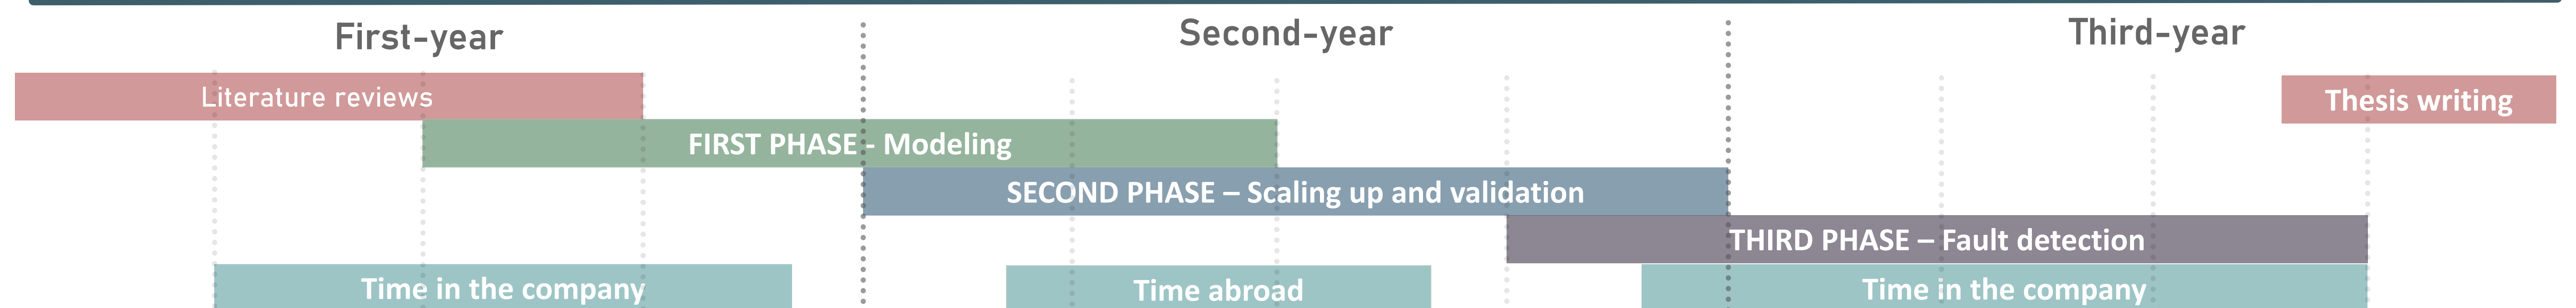 First-year
Second-year
Third-year
Literature reviews
Thesis writing
FIRST PHASE - Modeling
SECOND PHASE – Scaling up and validation
THIRD PHASE – Fault detection
Time in the company
Time abroad
Time in the company